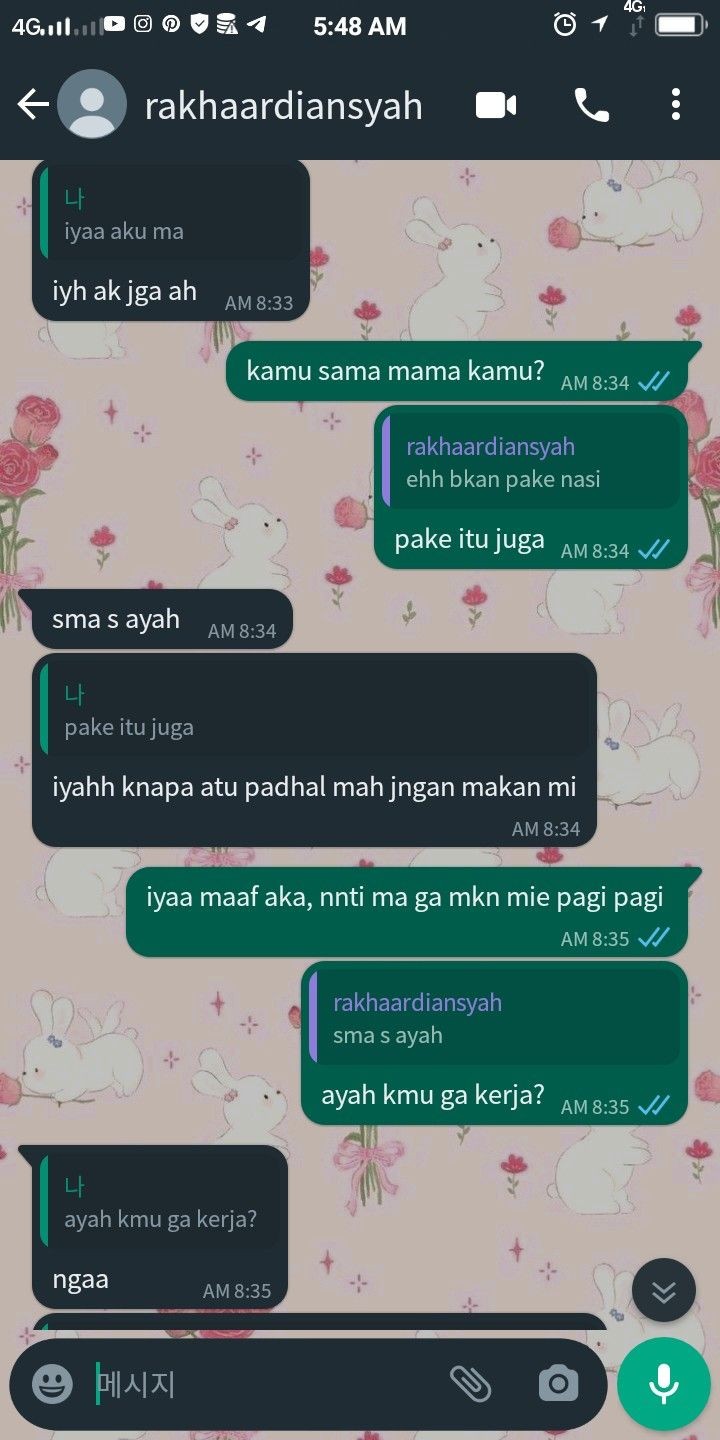 4G
5:48 AM
4G
rakhaardiansyah
나
iyaa aku ma
iyh ak jga ah AM 8:33
kamu sama mama kamu? AM 8:34
rakhaardiansyah
ehh bkan pake nasi
pake itu juga AM 8:34
sma s ayah AM 8:34
나
pake itu juga
iyahh knapa atu padhal mah jngan makan mi
AM 8:34
iyaa maaf aka, nnti ma ga mkn mie pagi pagi
AM 8:35
rakhaardiansyah
sma s ayah
ayah kmu ga kerja? AM 8:35
나
ayah kmu ga kerja?
ngaa AM 8:35
메시지